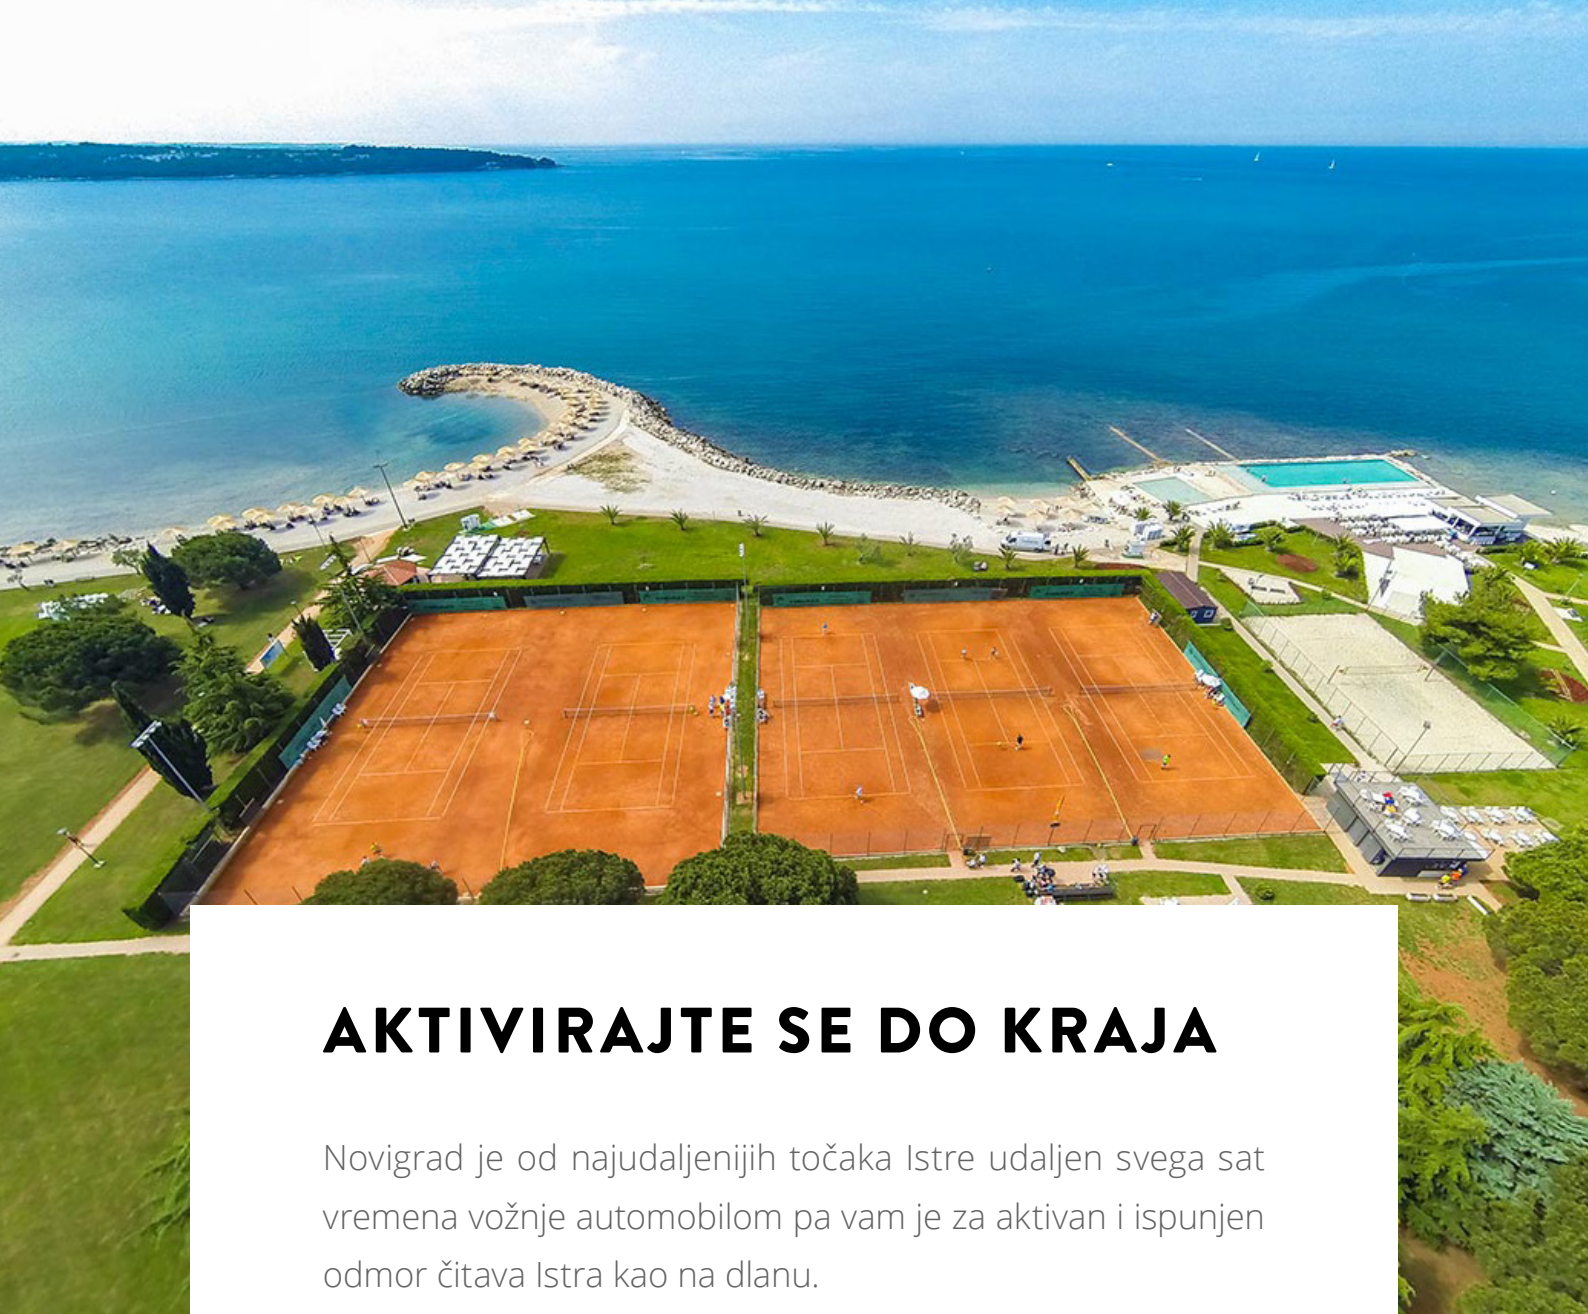 AKTIVIRAJTE SE DO KRAJA
Novigrad je od najudaljenijih točaka Istre udaljen svega sat
vremena vožnje automobilom pa vam je za aktivan i ispunjen
odmor čitava Istra kao na dlanu.